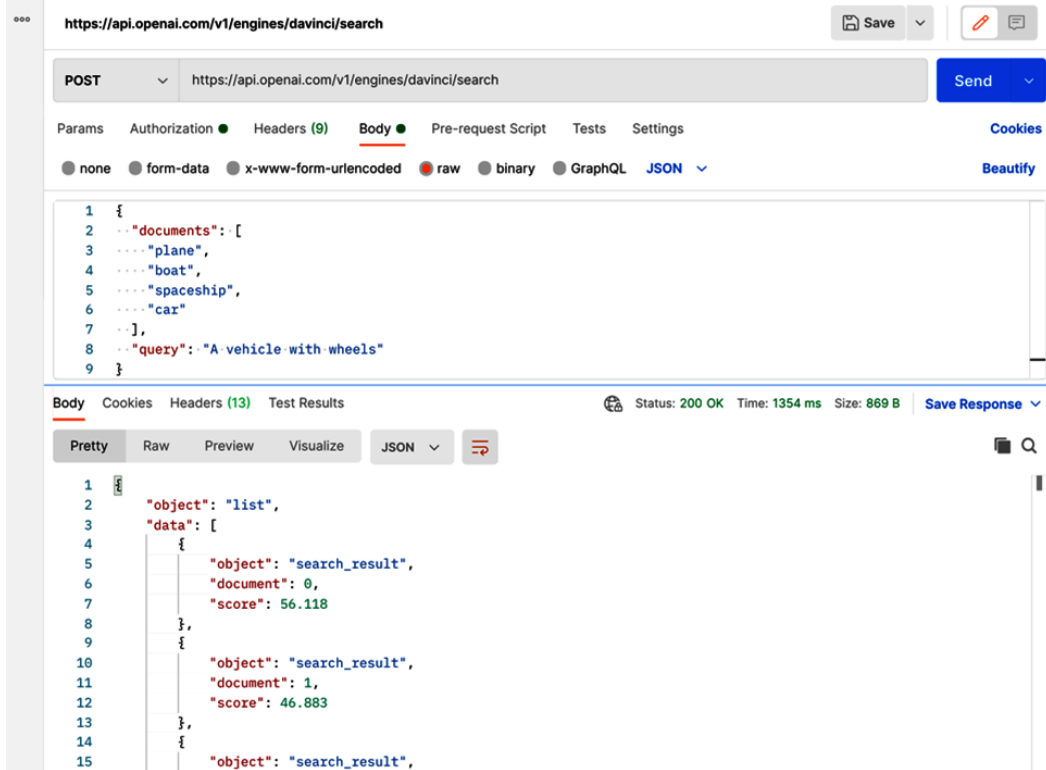 ooo https://api.openai.com/v1/engines/davinci/search Save
POST https://api.openai.com/v1/engines/davinci/search Send
Params Authorization Headers (9) Body Pre-request Script Tests Settings Cookies
none form-data x-www-form-urlencoded raw binary GraphQL JSON Beautify
1 {
2 ··"documents":·[
3 ····"plane",
4 ····"boat",
5 ····"spaceship",
6 ····"car"
7 ··],
8 ··"query":·"A·vehicle·with·wheels"
9 }
Body Cookies Headers (13) Test Results Status: 200 OK Time: 1354 ms Size: 869 B Save Response
Pretty Raw Preview Visualize JSON
1 {
2 "object": "list",
3 "data": [
4 {
5 "object": "search_result",
6 "document": 0,
7 "score": 56.118
8 },
9 {
10 "object": "search_result",
11 "document": 1,
12 "score": 46.883
13 },
14 {
15 "object": "search_result",